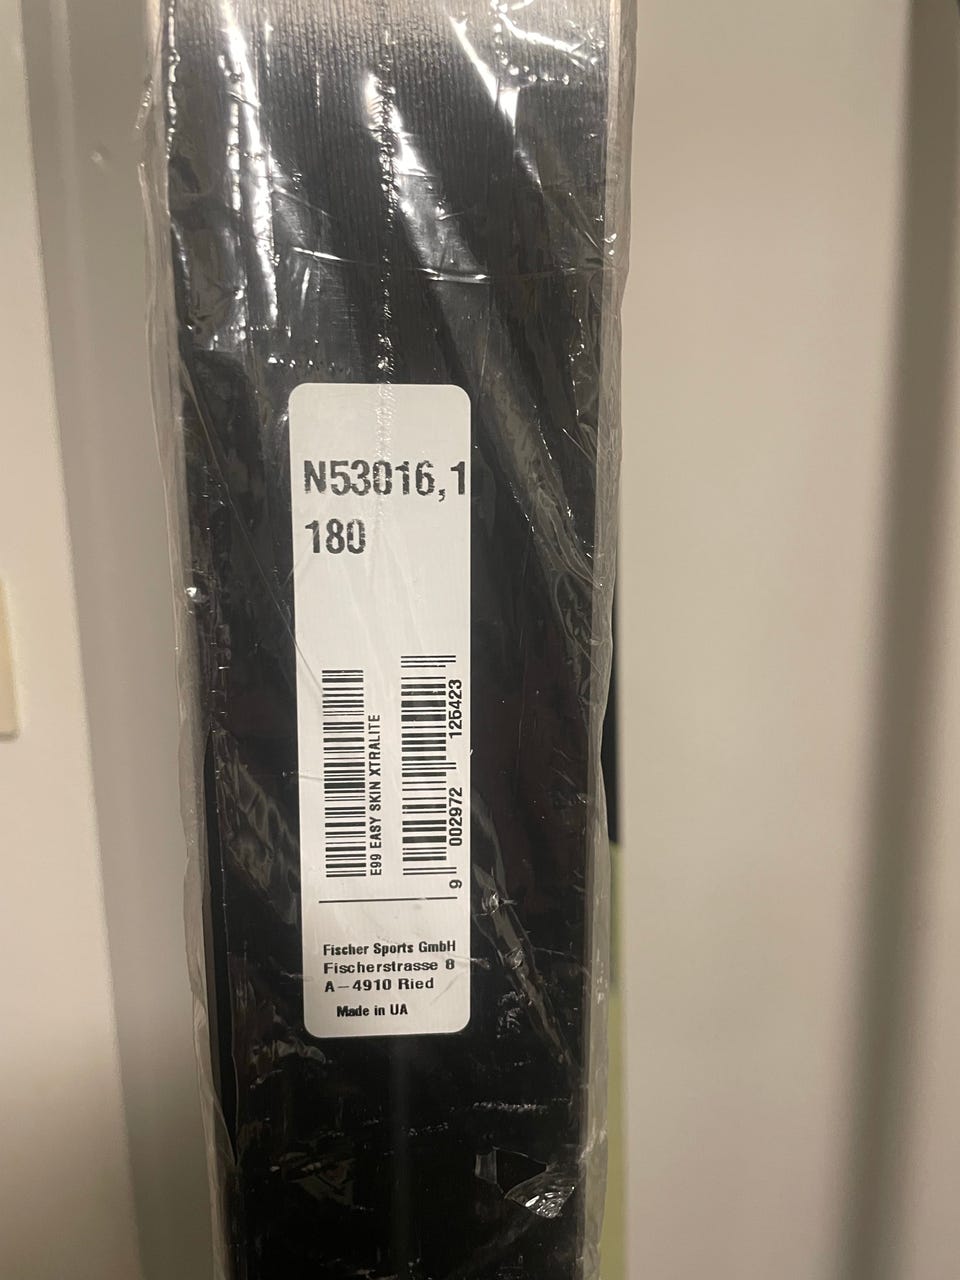 N53016,1
180
E99 EASY SKIN XTRALITE
9 002972 126423
Fischer Sports GmbH
Fischerstrasse 8
A-4910 Ried
Made in UA